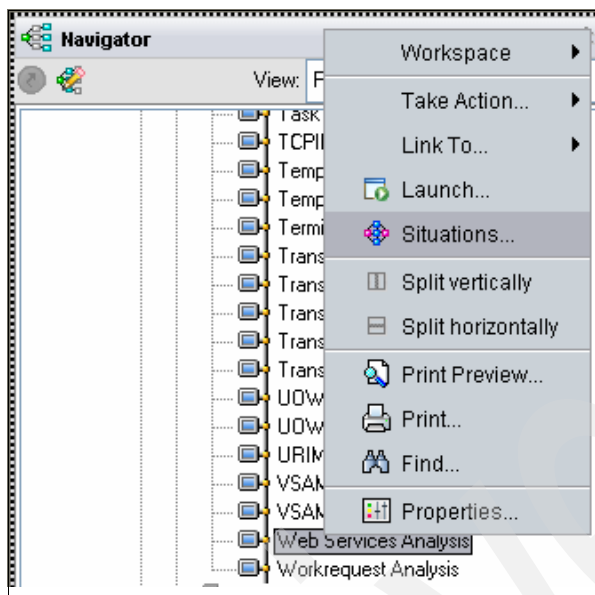 Navigator
View: F
Workspace
Take Action...
Link To...
Launch...
Situations...
Split vertically
Split horizontally
Print Preview...
Print...
Find...
Properties...
Task
TCPI
Temp
Temp
Termi
Trans
Trans
Trans
Trans
Trans
UOW
UOW
URIM
VSAM
VSAM
Web Services Analysis
Workrequest Analysis